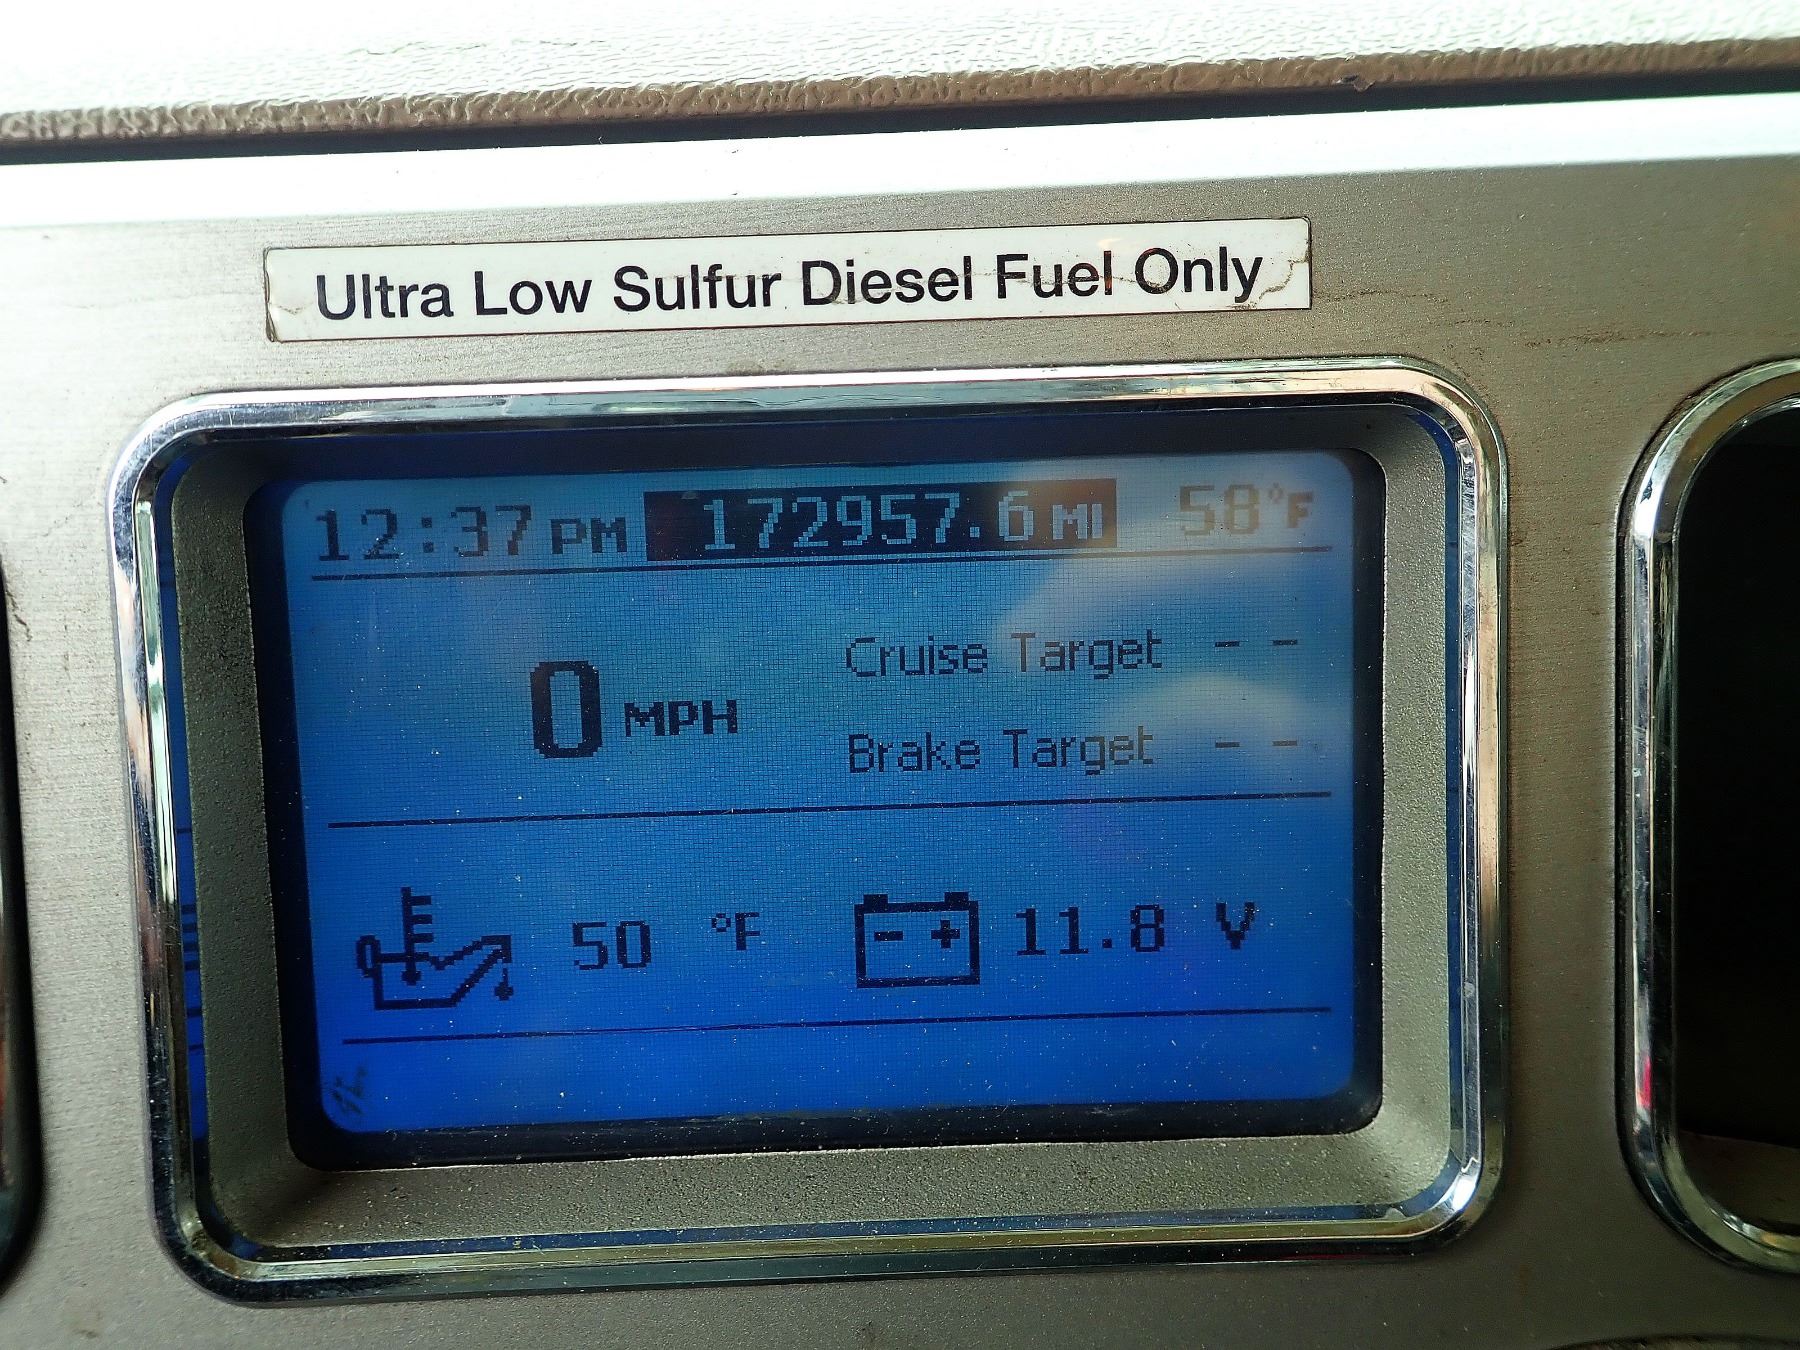 Ultra Low Sulfur Diesel Fuel Only
12:37 PM 172957.6 MI 58°F
0 MPH
Cruise Target - -
Brake Target - -
50 °F - + 11.8 V